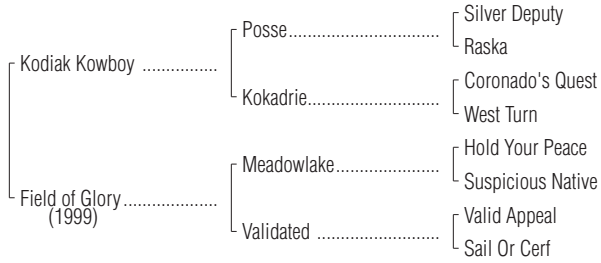 Silver Deputy
Posse..............................
Raska
Kodiak Kowboy ...............
Coronado's Quest
Kokadrie..........................
West Turn
Hold Your Peace
Meadowlake.....................
Suspicious Native
Field of Glory...................
(1999)
Valid Appeal
Validated ........................
Sail Or Cerf